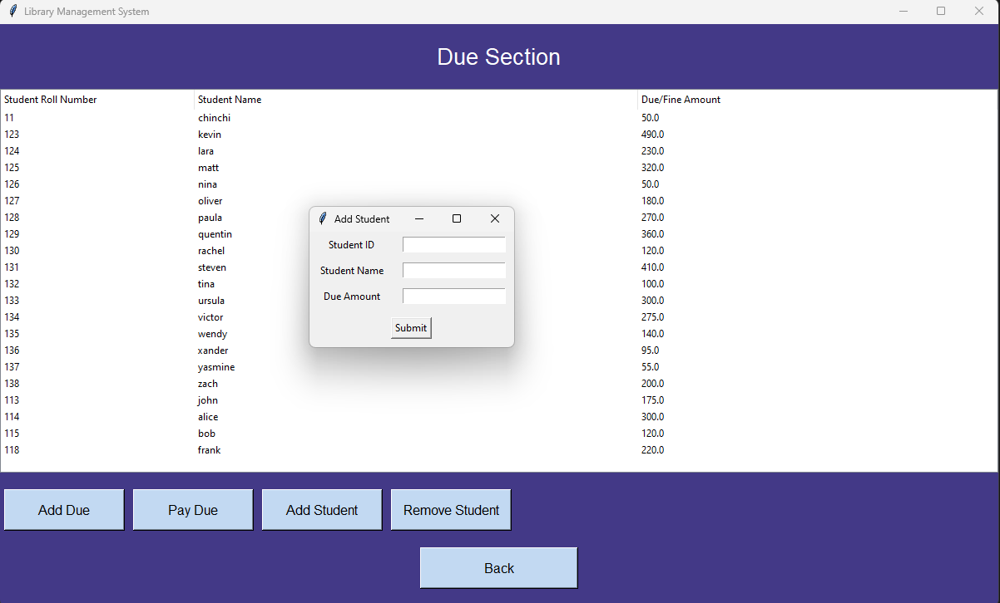 Library Management System
Due Section
Student Roll Number Student Name Due/Fine Amount
11 chinchi 50.0
123 kevin 490.0
124 lara 230.0
125 matt 320.0
126 nina 50.0
127 oliver 180.0
128 paula 270.0
129 quentin 360.0
130 rachel 120.0
131 steven 410.0
132 tina 100.0
133 ursula 300.0
134 victor 275.0
135 wendy 140.0
136 xander 95.0
137 yasmine 55.0
138 zach 200.0
113 john 175.0
114 alice 300.0
115 bob 120.0
118 frank 220.0
Add Student
Student ID
Student Name
Due Amount
Submit
Add Due Pay Due Add Student Remove Student
Back